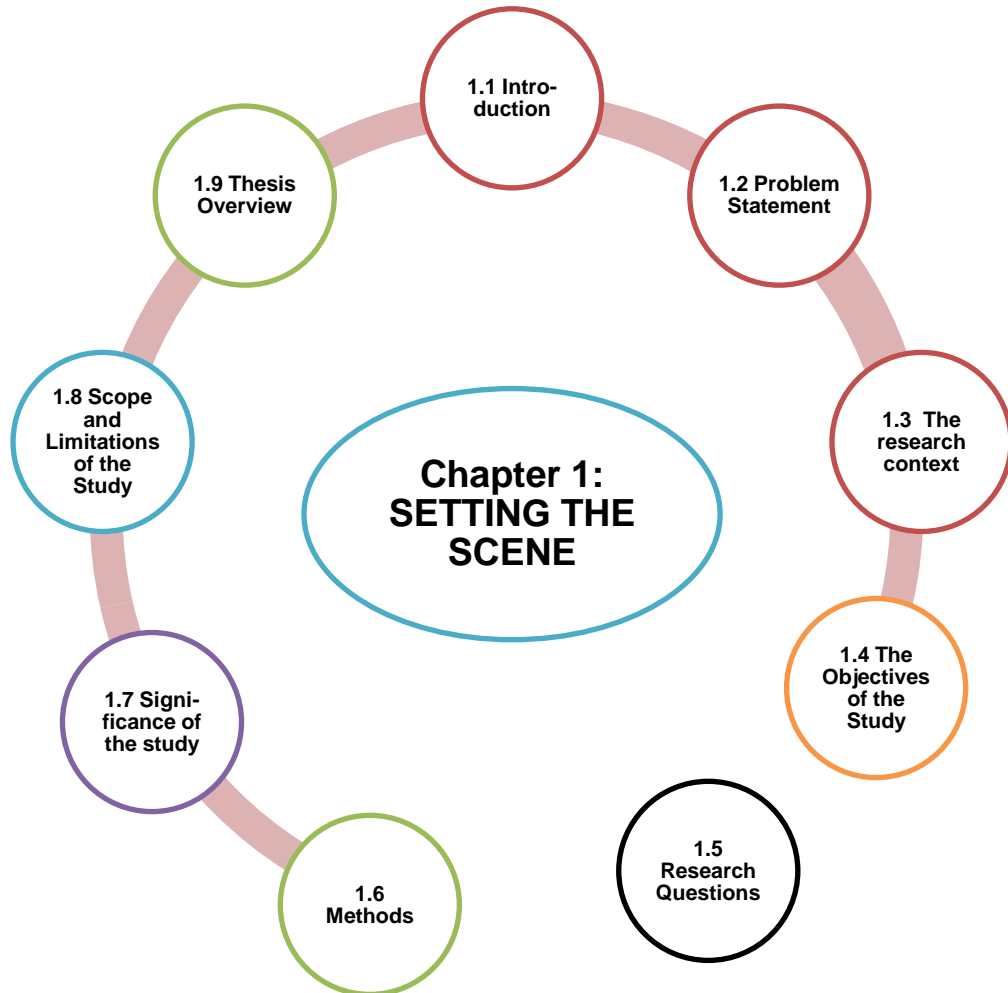 1.1 Intro-
duction
1.2 Problem
Statement
1.3 The
research
context
1.4 The
Objectives
of the
Study
1.5
Research
Questions
1.6
Methods
1.7 Signi-
ficance of
the study
1.8 Scope
and
Limitations
of the
Study
1.9 Thesis
Overview
Chapter 1:
SETTING THE
SCENE